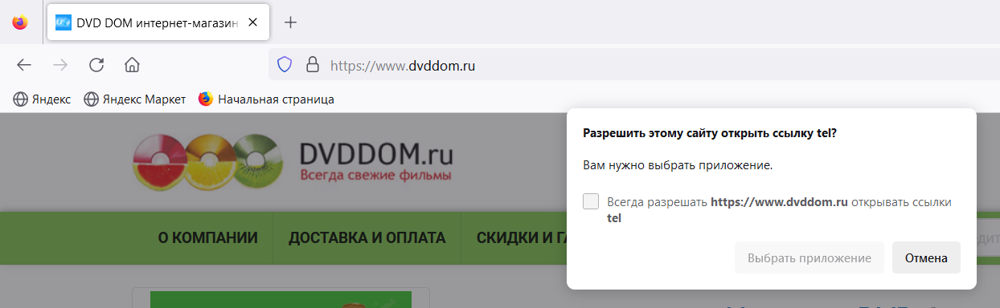 DVD DOM интернет-магазин
https://www.dvddom.ru
Яндекс
Яндекс Маркет
Начальная страница
DVDDOM.ru
Всегда свежие фильмы
О КОМПАНИИ
ДОСТАВКА И ОПЛАТА
СКИДКИ И
Разрешить этому сайту открыть ссылку tel?
Вам нужно выбрать приложение.
Всегда разрешать https://www.dvddom.ru открывать ссылки
tel
Выбрать приложение
Отмена